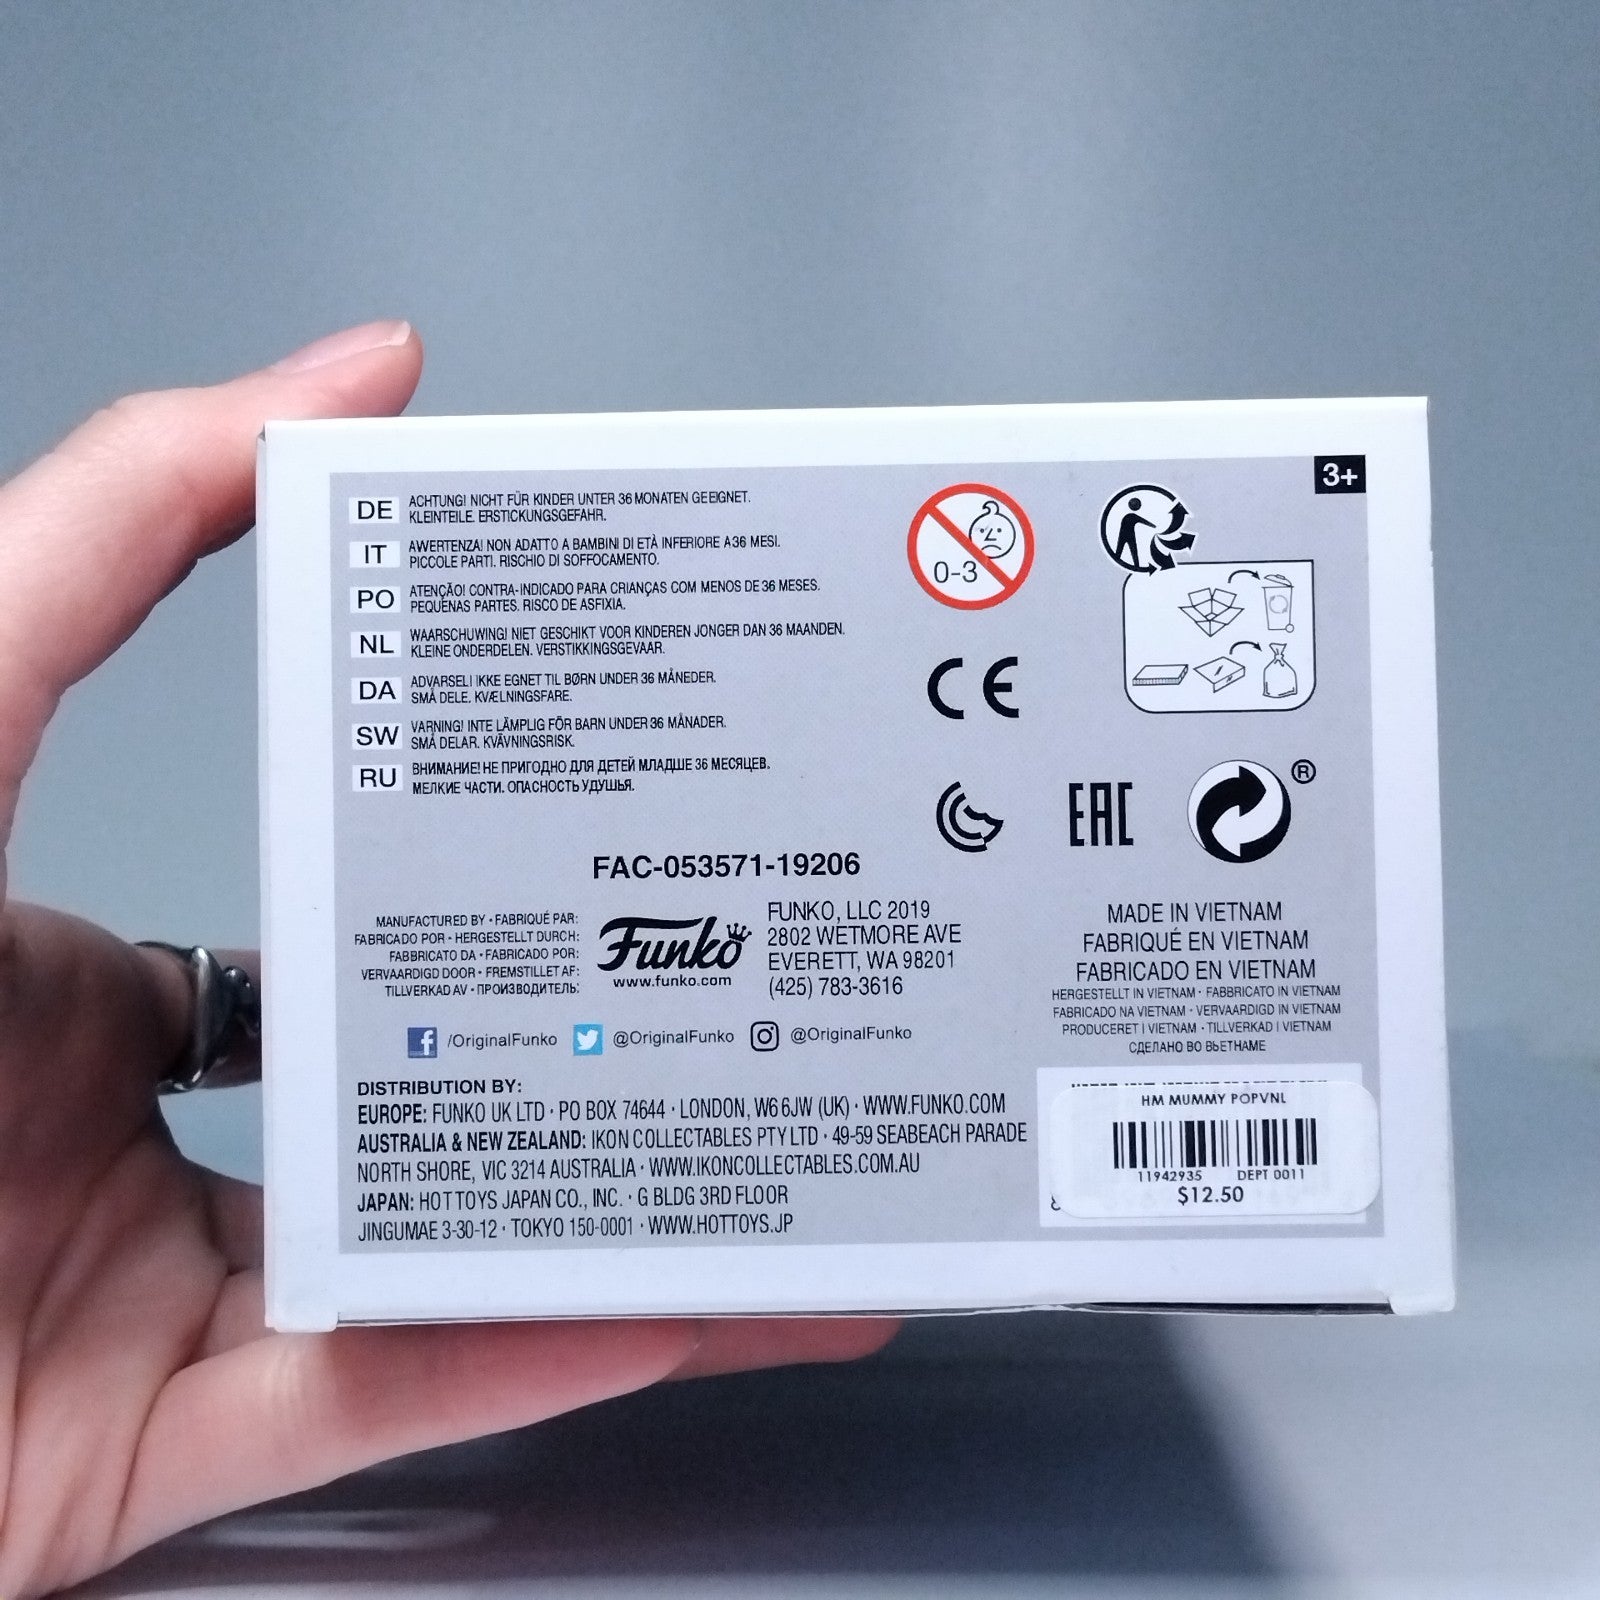 3+
DE
ACHTUNG! NICHT FÜR KINDER UNTER 36 MONATEN GEEIGNET.
KLEINTEILE. ERSTICKUNGSGEFAHR.
IT
AWERTENZA! NON ADATTO A BAMBINI DI ETÀ INFERIORE A 36 MESI.
PICCOLE PARTI. RISCHIO DI SOFFOCAMENTO.
PO
ATENÇÃO! CONTRA-INDICADO PARA CRIANÇAS COM MENOS DE 36 MESES.
PEQUENAS PARTES. RISCO DE ASFIXIA.
NL
WAARSCHUWING! NIET GESCHIKT VOOR KINDEREN JONGER DAN 36 MAANDEN.
KLEINE ONDERDELEN. VERSTIKKINGSGEVAAR.
DA
ADVARSEL! IKKE EGNET TIL BØRN UNDER 36 MÅNEDER.
SMÅ DELE. KVÆLNINGSFARE.
SW
VARNING! INTE LÄMPLIG FÖR BARN UNDER 36 MÅNADER.
SMÅ DELAR. KVÄVNINGSRISK.
RU
ВНИМАНИЕ! НЕ ПРИГОДНО ДЛЯ ДЕТЕЙ МЛАДШЕ 36 МЕСЯЦЕВ.
МЕЛКИЕ ЧАСТИ. ОПАСНОСТЬ УДУШЬЯ.
0-3
CE
EAC
®
FAC-053571-19206
MANUFACTURED BY • FABRIQUÉ PAR:
FABRICADO POR • HERGESTELLT DURCH:
FABBRICATO DA • FABRICADO POR:
VERVAARDIGD DOOR • FREMSTILLET AF:
TILLVERKAD AV • ПРОИЗВОДИТЕЛЬ:
Funko
www.funko.com
FUNKO, LLC 2019
2802 WETMORE AVE
EVERETT, WA 98201
(425) 783-3616
MADE IN VIETNAM
FABRIQUÉ EN VIETNAM
FABRICADO EN VIETNAM
HERGESTELLT IN VIETNAM • FABBRICATO IN VIETNAM
FABRICADO NA VIETNAM • VERVAARDIGD IN VIETNAM
PRODUCERET I VIETNAM • TILLVERKAD I VIETNAM
СДЕЛАНО ВО ВЬЕТНАМЕ
/OriginalFunko @OriginalFunko @OriginalFunko
DISTRIBUTION BY:
EUROPE: FUNKO UK LTD • PO BOX 74644 • LONDON, W6 6JW (UK) • WWW.FUNKO.COM
AUSTRALIA & NEW ZEALAND: IKON COLLECTABLES PTY LTD • 49-59 SEABEACH PARADE
NORTH SHORE, VIC 3214 AUSTRALIA • WWW.IKONCOLLECTABLES.COM.AU
JAPAN: HOT TOYS JAPAN CO., INC. • G BLDG 3RD FLOOR
JINGUMAE 3-30-12 • TOKYO 150-0001 • WWW.HOTTOYS.JP
HM MUMMY POPVNL
11942935 DEPT 0011
$12.50